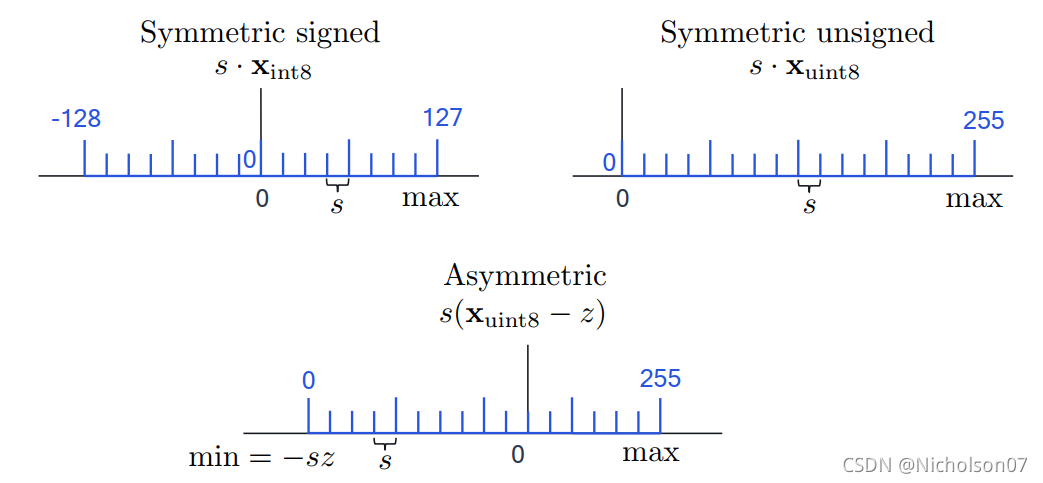 Symmetric signed
s · x_int8
-128
127
0
0
s
max
Symmetric unsigned
s · x_uint8
255
0
0
s
max
Asymmetric
s(x_uint8 − z)
0
255
min = −sz
s
0
max
CSDN @Nicholson07